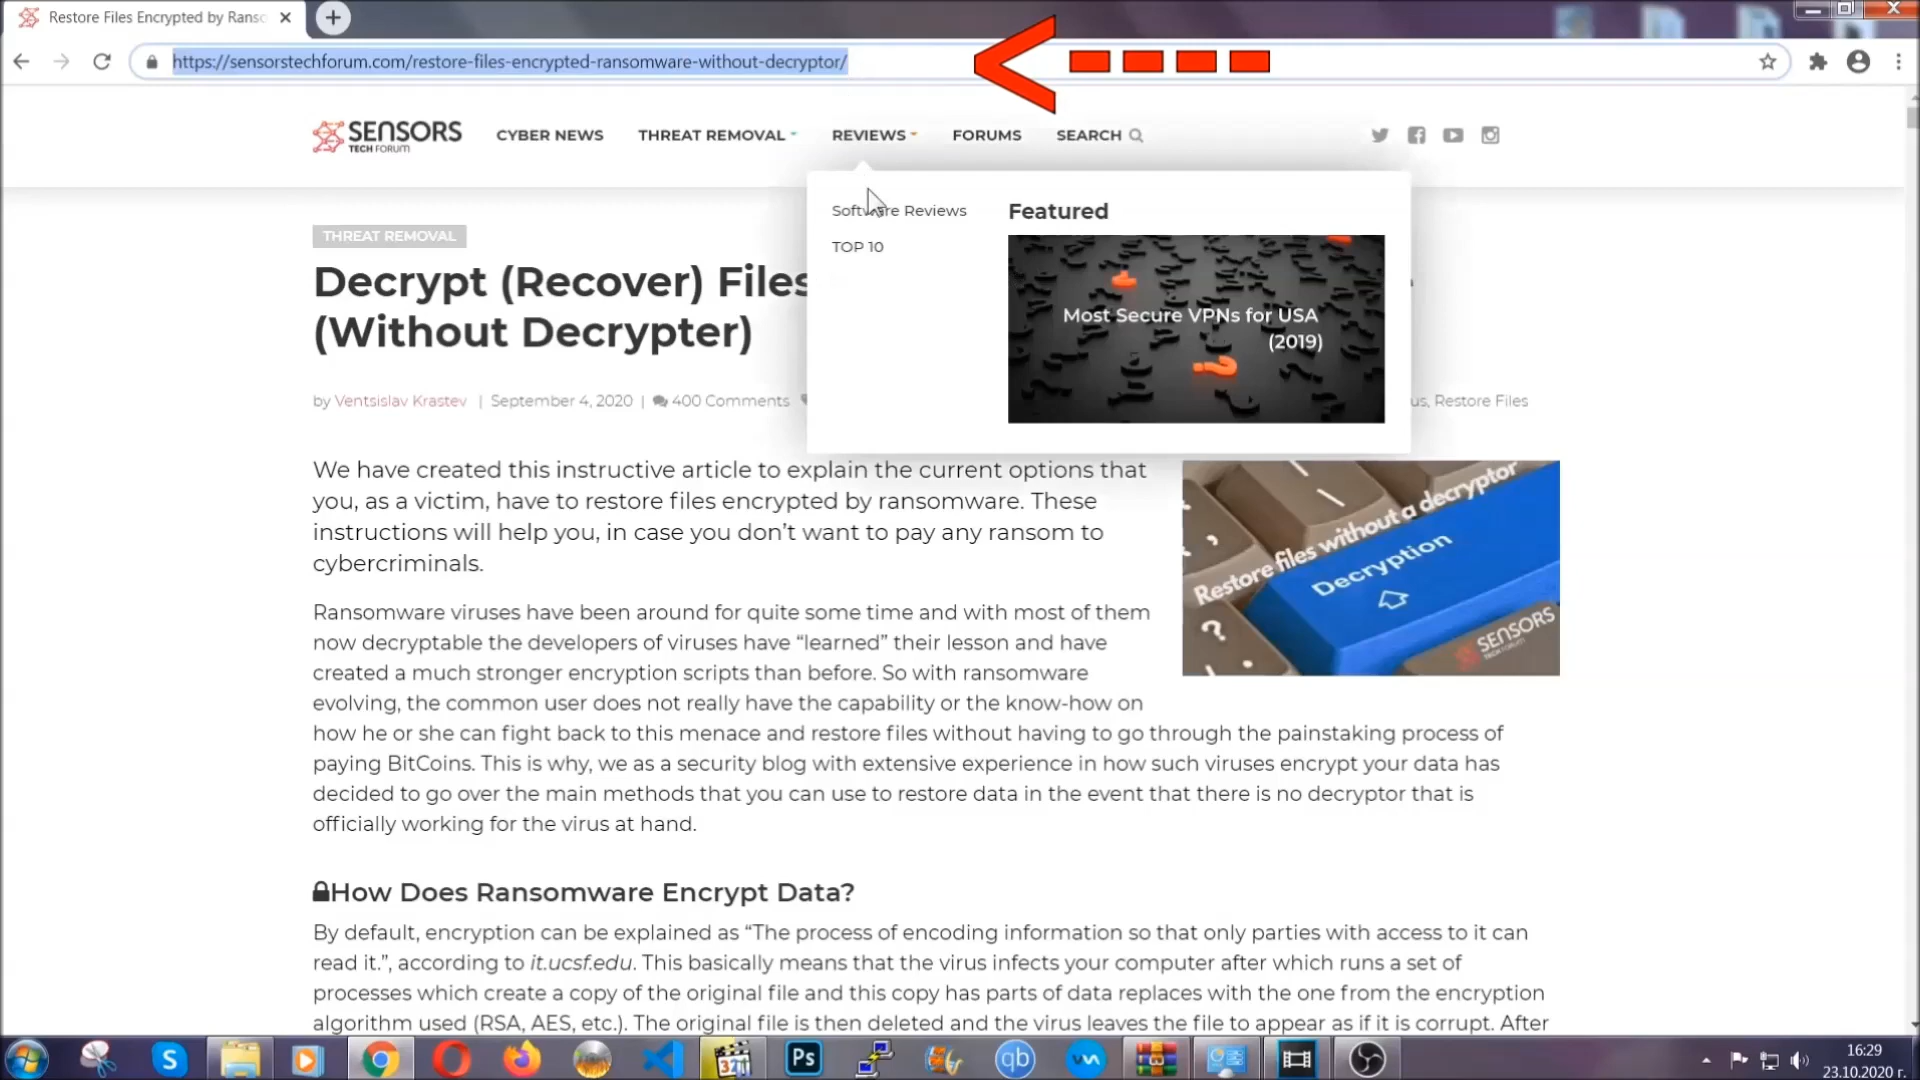 Restore Files Encrypted by Ranso
https://sensorstechforum.com/restore-files-encrypted-ransomware-without-decryptor/
SENSORS
TECH FORUM
CYBER NEWS
THREAT REMOVAL
REVIEWS
FORUMS
SEARCH
Software Reviews
TOP 10
Featured
Most Secure VPNs for USA
(2019)
THREAT REMOVAL
Decrypt (Recover) Files
(Without Decrypter)
by Ventsislav Krastev | September 4, 2020 | 400 Comments
us, Restore Files
We have created this instructive article to explain the current options that
you, as a victim, have to restore files encrypted by ransomware. These
instructions will help you, in case you don’t want to pay any ransom to
cybercriminals.
Restore files without a decryptor
Decryption
SENSORS
TECH FORUM
Ransomware viruses have been around for quite some time and with most of them
now decryptable the developers of viruses have “learned” their lesson and have
created a much stronger encryption scripts than before. So with ransomware
evolving, the common user does not really have the capability or the know-how on
how he or she can fight back to this menace and restore files without having to go through the painstaking process of
paying BitCoins. This is why, we as a security blog with extensive experience in how such viruses encrypt your data has
decided to go over the main methods that you can use to restore data in the event that there is no decryptor that is
officially working for the virus at hand.
How Does Ransomware Encrypt Data?
By default, encryption can be explained as “The process of encoding information so that only parties with access to it can
read it.”, according to it.ucsf.edu. This basically means that the virus infects your computer after which runs a set of
processes which create a copy of the original file and this copy has parts of data replaces with the one from the encryption
algorithm used (RSA, AES, etc.). The original file is then deleted and the virus leaves the file to appear as if it is corrupt. After
S
321
Ps
qb
16:29
23.10.2020 г.